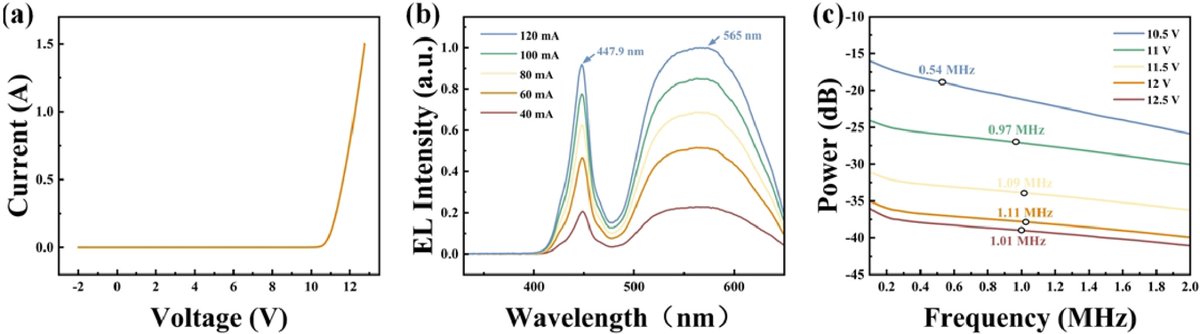 (a)
Current (A)
1.5
1.0
0.5
0.0
-2
0
2
4
6
8
10
12
Voltage (V)
(b)
EL Intensity (a.u.)
1.0
0.8
0.6
0.4
0.2
0.0
120 mA
100 mA
80 mA
60 mA
40 mA
447.9 nm
565 nm
400
500
600
Wavelength（nm）
(c)
Power (dB)
-10
-15
-20
-25
-30
-35
-40
-45
10.5 V
11 V
11.5 V
12 V
12.5 V
0.54 MHz
0.97 MHz
1.09 MHz
1.11 MHz
1.01 MHz
0.2
0.4
0.6
0.8
1.0
1.2
1.4
1.6
1.8
2.0
Frequency (MHz)